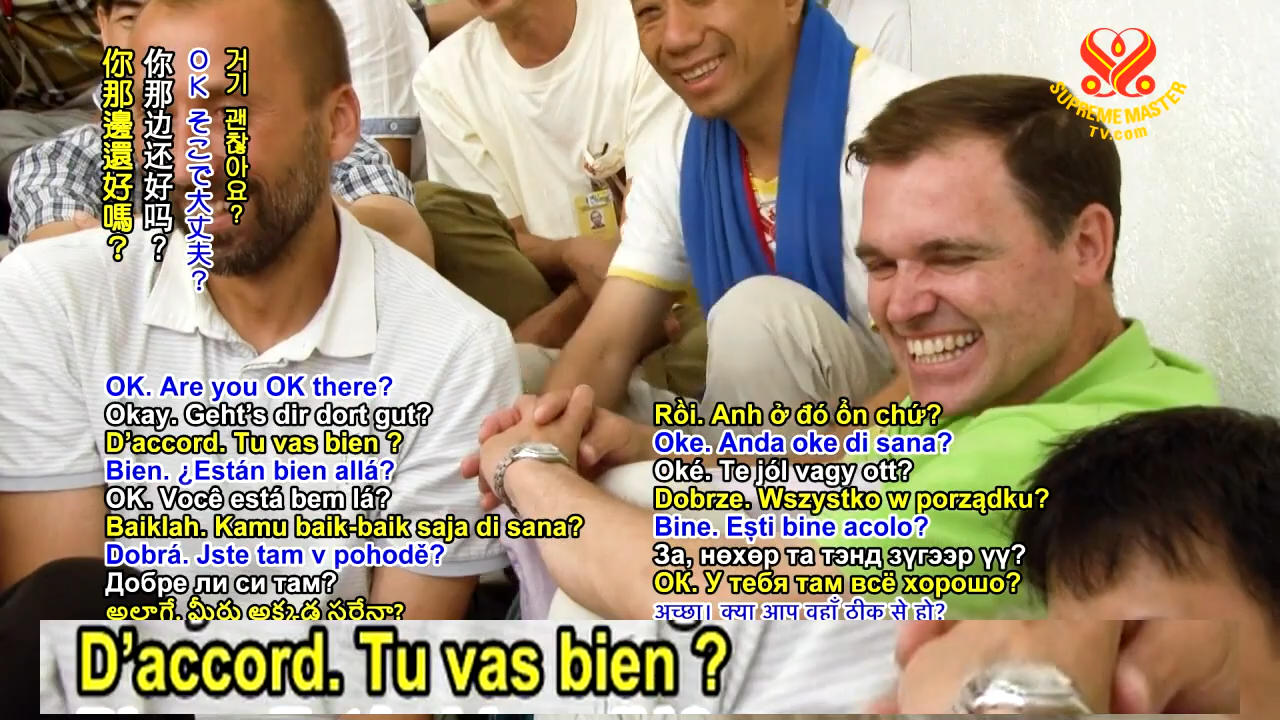 你那邊還好嗎？
你那边还好吗？
OK そこで大丈夫？
거기 괜찮아요?
SUPREME MASTER
TV.com
OK. Are you OK there?
Okay. Geht's dir dort gut?
D'accord. Tu vas bien ?
Bien. ¿Están bien allá?
OK. Você está bem lá?
Baiklah. Kamu baik-baik saja di sana?
Dobrá. Jste tam v pohodě?
Добре ли си там?
అలాగే. మీరు అక్కడ సరేనా?
Rồi. Anh ở đó ổn chứ?
Oke. Anda oke di sana?
Oké. Te jól vagy ott?
Dobrze. Wszystko w porządku?
Bine. Ești bine acolo?
За, нөхөр та тэнд зүгээр үү?
ОК. У тебя там всё хорошо?
अच्छा। क्या आप वहाँ ठीक से हो?
D'accord. Tu vas bien ?